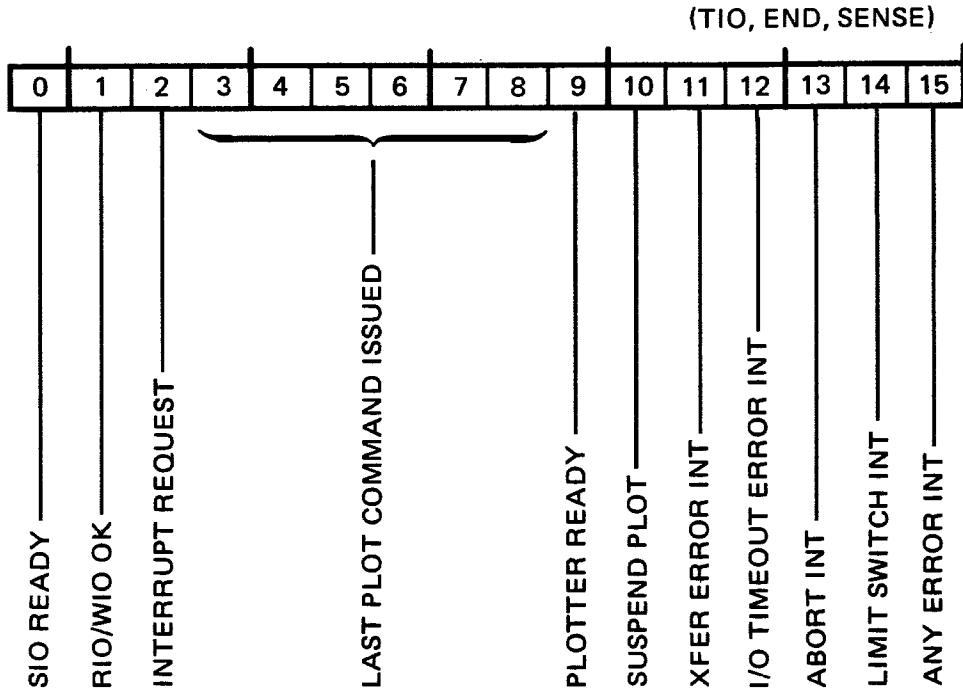 (TIO, END, SENSE)
0 1 2 3 4 5 6 7 8 9 10 11 12 13 14 15
SIO READY
RIO/WIO OK
INTERRUPT REQUEST
LAST PLOT COMMAND ISSUED
PLOTTER READY
SUSPEND PLOT
XFER ERROR INT
I/O TIMEOUT ERROR INT
ABORT INT
LIMIT SWITCH INT
ANY ERROR INT